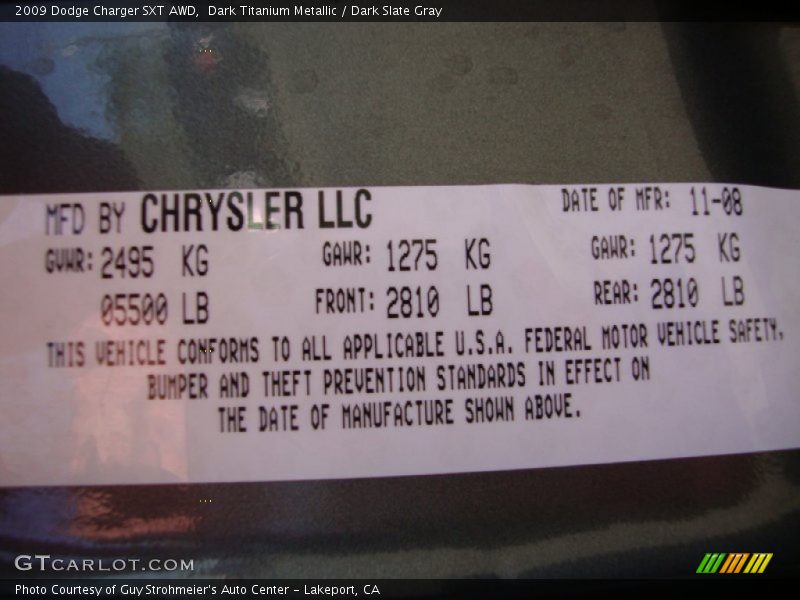 2009 Dodge Charger SXT AWD,  Dark Titanium Metallic / Dark Slate Gray
MFD BY CHRYSLER LLC DATE OF MFR: 11-08
GVWR: 2495 KG GAWR: 1275 KG GAWR: 1275 KG
05500 LB FRONT: 2810 LB REAR: 2810 LB
THIS VEHICLE CONFORMS TO ALL APPLICABLE U.S.A. FEDERAL MOTOR VEHICLE SAFETY,
BUMPER AND THEFT PREVENTION STANDARDS IN EFFECT ON
THE DATE OF MANUFACTURE SHOWN ABOVE.
GTCARLOT.COM
Photo Courtesy of Guy Strohmeier's Auto Center – Lakeport, CA